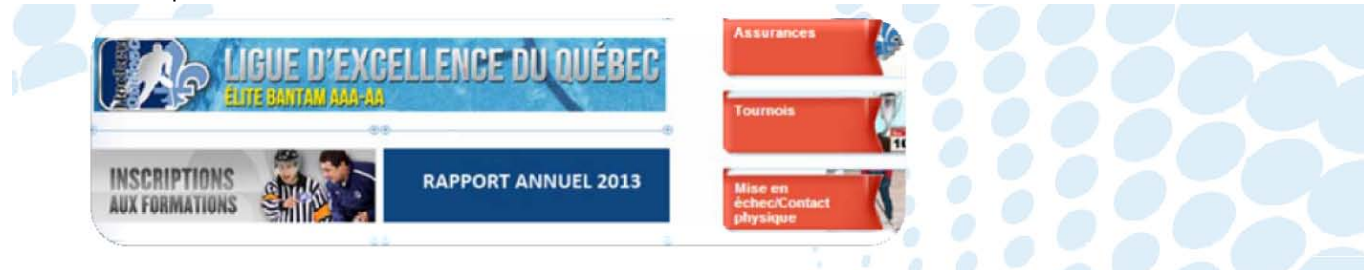 LIGUE D'EXCELLENCE DU QUÉBEC
ÉLITE BANTAM AAA-AA
INSCRIPTIONS
AUX FORMATIONS
RAPPORT ANNUEL 2013
Assurances
Tournois
10
Mise en
échec/Contact
physique